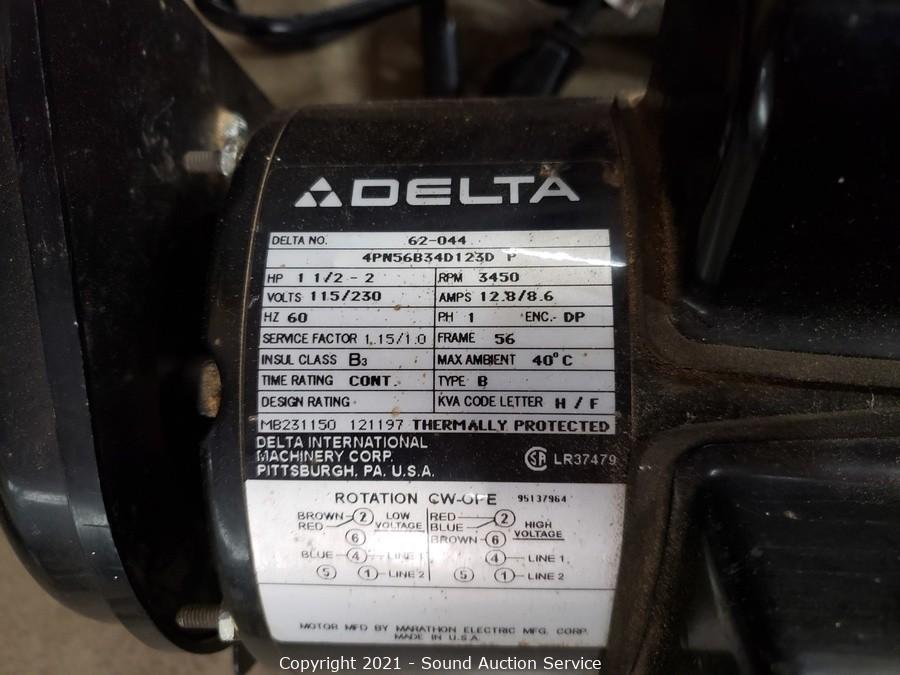 DELTA
DELTA NO. 62-044
4PN56B34D123D P
HP 1 1/2 - 2 RPM 3450
VOLTS 115/230 AMPS 12.8/8.6
HZ 60 PH 1 ENC.- DP
SERVICE FACTOR 1.15/1.0 FRAME 56
INSUL CLASS B3 MAX AMBIENT 40°C
TIME RATING CONT. TYPE B
DESIGN RATING KVA CODE LETTER H / F
MB231150 121197 THERMALLY PROTECTED
DELTA INTERNATIONAL
MACHINERY CORP.
PITTSBURGH, PA. U.S.A.
SA LR37479
ROTATION CW-OPE 95137964
BROWN 2 LOW VOLTAGE RED 2 HIGH VOLTAGE
RED BLUE
6 BROWN 6
BLUE 4 LINE 1 4 LINE 1
5 1 LINE 2 5 1 LINE 2
MOTOR MFD BY MARATHON ELECTRIC MFG. CORP.
MADE IN U.S.A.
Copyright 2021 - Sound Auction Service